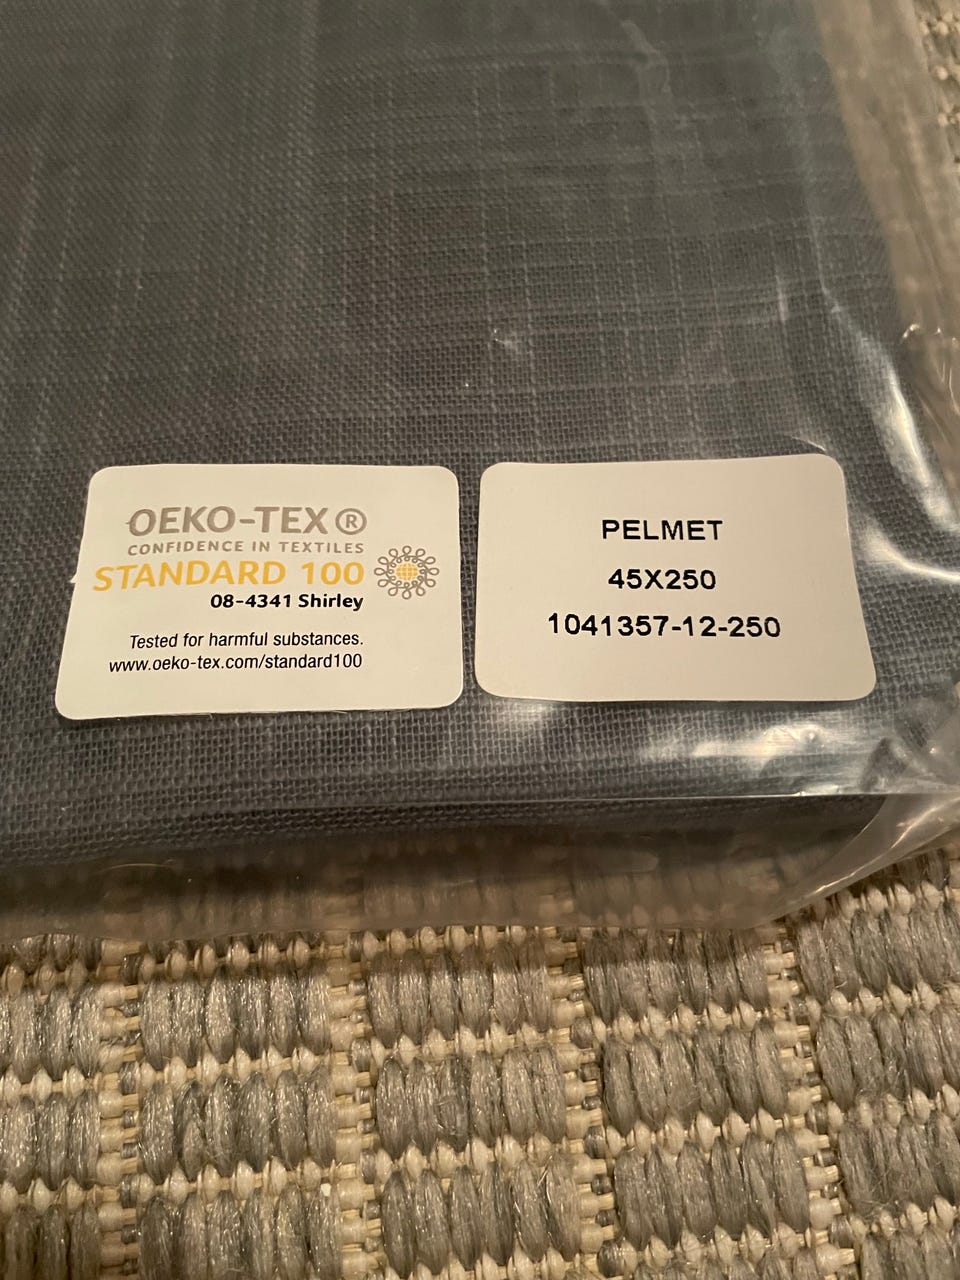 OEKO-TEX®
CONFIDENCE IN TEXTILES
STANDARD 100
08-4341 Shirley
Tested for harmful substances.
www.oeko-tex.com/standard100
PELMET
45X250
1041357-12-250